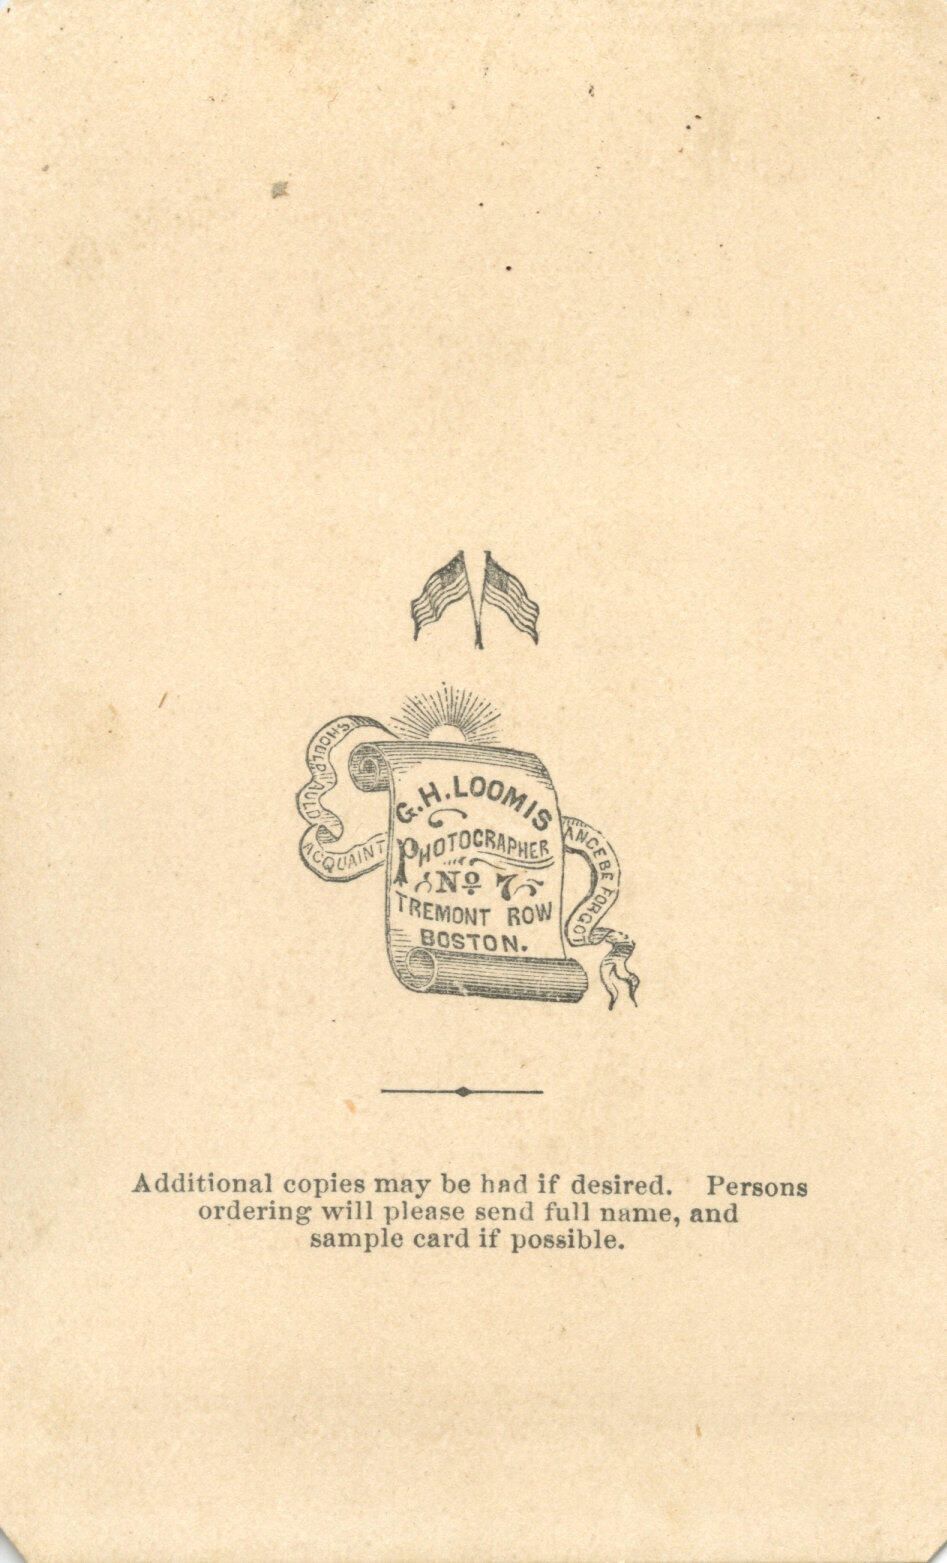 SHOULD AULD
ACQUAINT
ANCE BE FORGOT
G. H. LOOMIS
PHOTOGRAPHER
No 7
TREMONT ROW
BOSTON.
Additional copies may be had if desired. Persons
ordering will please send full name, and
sample card if possible.